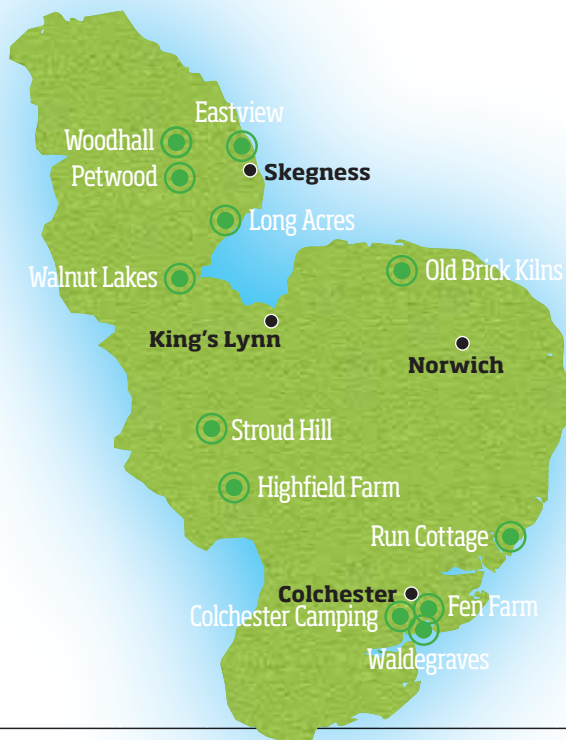 Eastview
Woodhall
Skegness
Petwood
Long Acres
Old Brick Kilns
Walnut Lakes
King's Lynn
Norwich
Stroud Hill
Highfield Farm
Run Cottage
Colchester
Fen Farm
Colchester Camping
Waldegraves